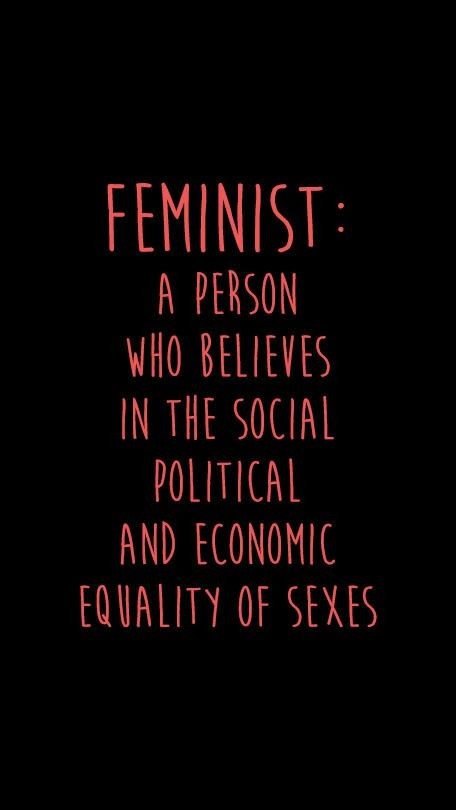 FEMINIST:
A PERSON
WHO BELIEVES
IN THE SOCIAL
POLITICAL
AND ECONOMIC
EQUALITY OF SEXES